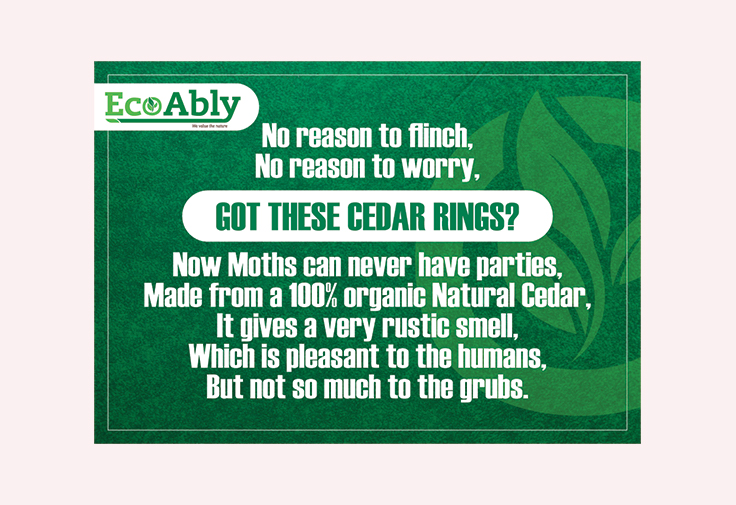 EcoAbly
We value the nature
No reason to flinch,
No reason to worry,
GOT THESE CEDAR RINGS?
Now Moths can never have parties,
Made from a 100% organic Natural Cedar,
It gives a very rustic smell,
Which is pleasant to the humans,
But not so much to the grubs.